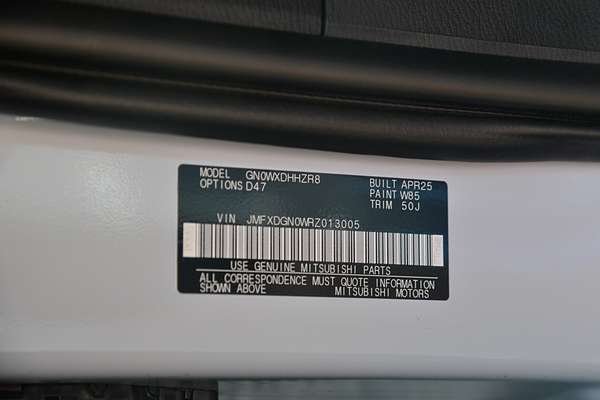 MODEL GN0WXDHHZR8 BUILT APR25
OPTIONS D47 PAINT W85
TRIM 50J
VIN JMFXDGN0WRZ013005
USE GENUINE MITSUBISHI PARTS
ALL CORRESPONDENCE MUST QUOTE INFORMATION
SHOWN ABOVE MITSUBISHI MOTORS